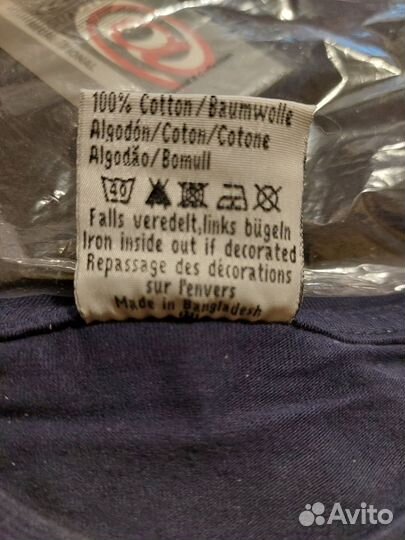 100% Cotton/Baumwolle
Algodón/Coton/Cotone
Algodão/Bomull
40
Falls veredelt,links bügeln
Iron inside out if decorated
Repassage des décorations
sur l'envers
Made in Bangladesh
Avito